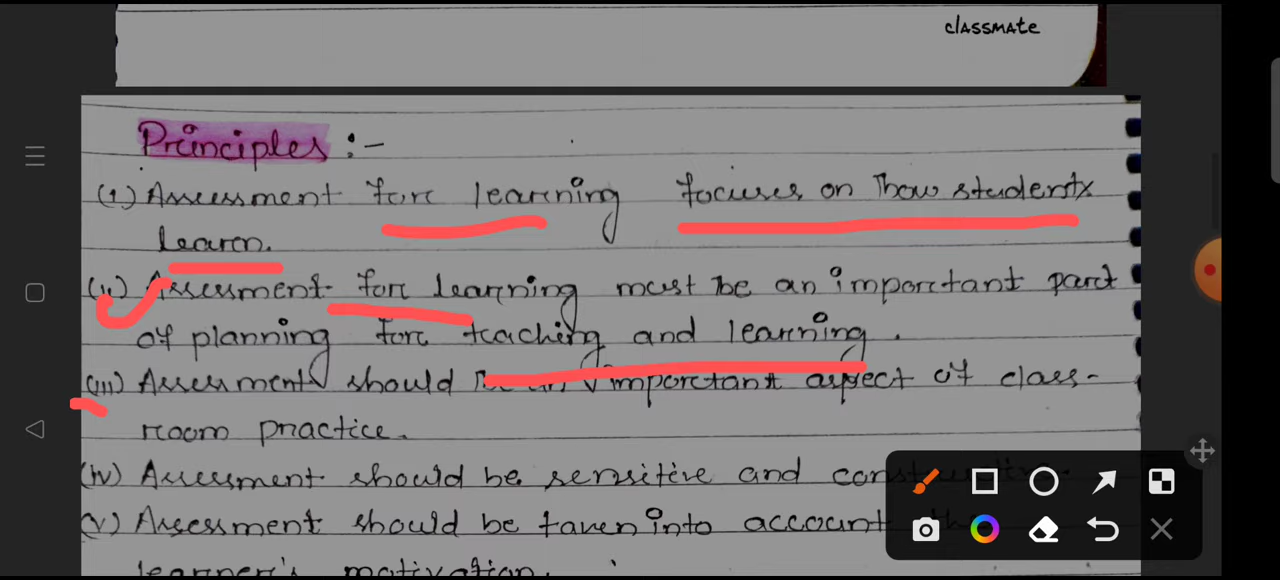 classmate
Principles :-
(i) Assessment for learning focuses on how students
learn.
(ii) Assessment for learning must be an important part
of planning for teaching and learning.
(iii) Assessment should be an important aspect of class-
room practice.
(iv) Assessment should be sensitive and
(v) Assessment should be taken into account
learner's motivation.